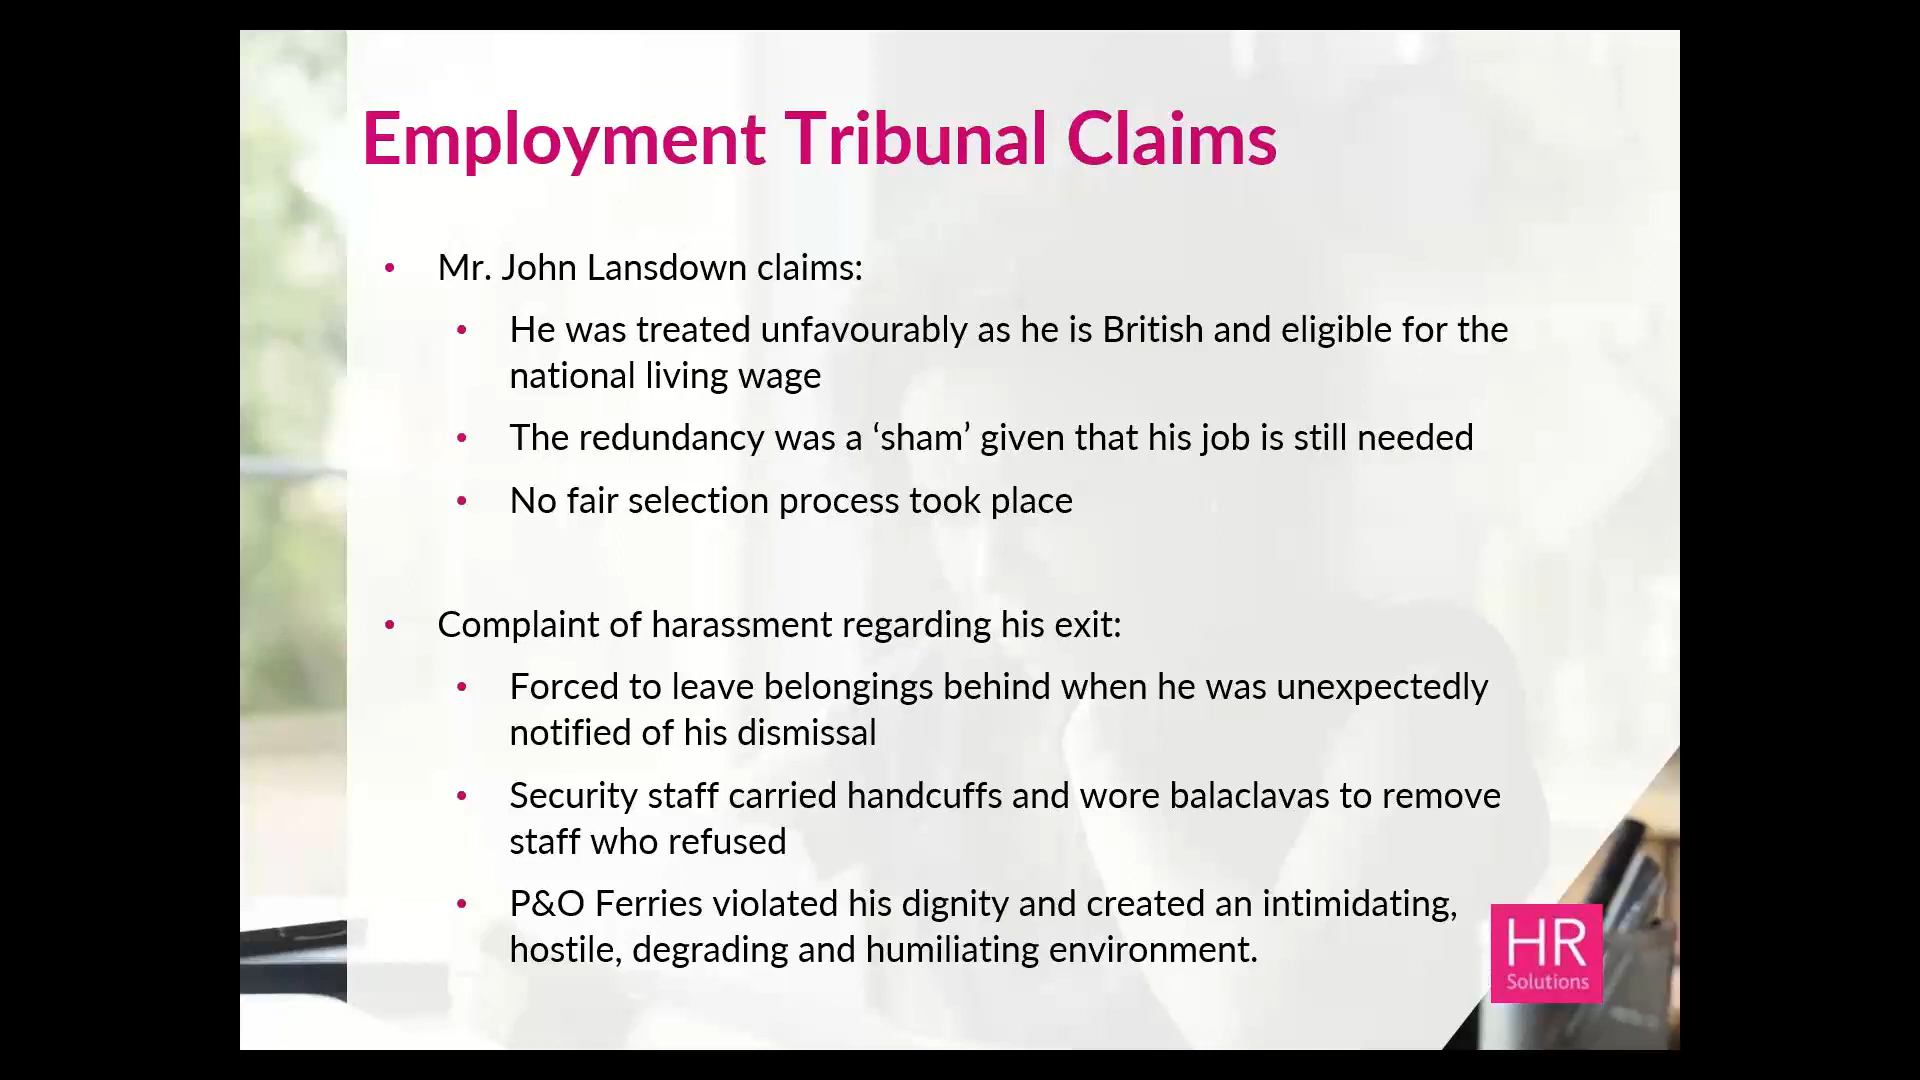 Employment Tribunal Claims
• Mr. John Lansdown claims:
• He was treated unfavourably as he is British and eligible for the
national living wage
• The redundancy was a ‘sham’ given that his job is still needed
• No fair selection process took place
• Complaint of harassment regarding his exit:
• Forced to leave belongings behind when he was unexpectedly
notified of his dismissal
• Security staff carried handcuffs and wore balaclavas to remove
staff who refused
• P&O Ferries violated his dignity and created an intimidating,
hostile, degrading and humiliating environment.
HR
Solutions